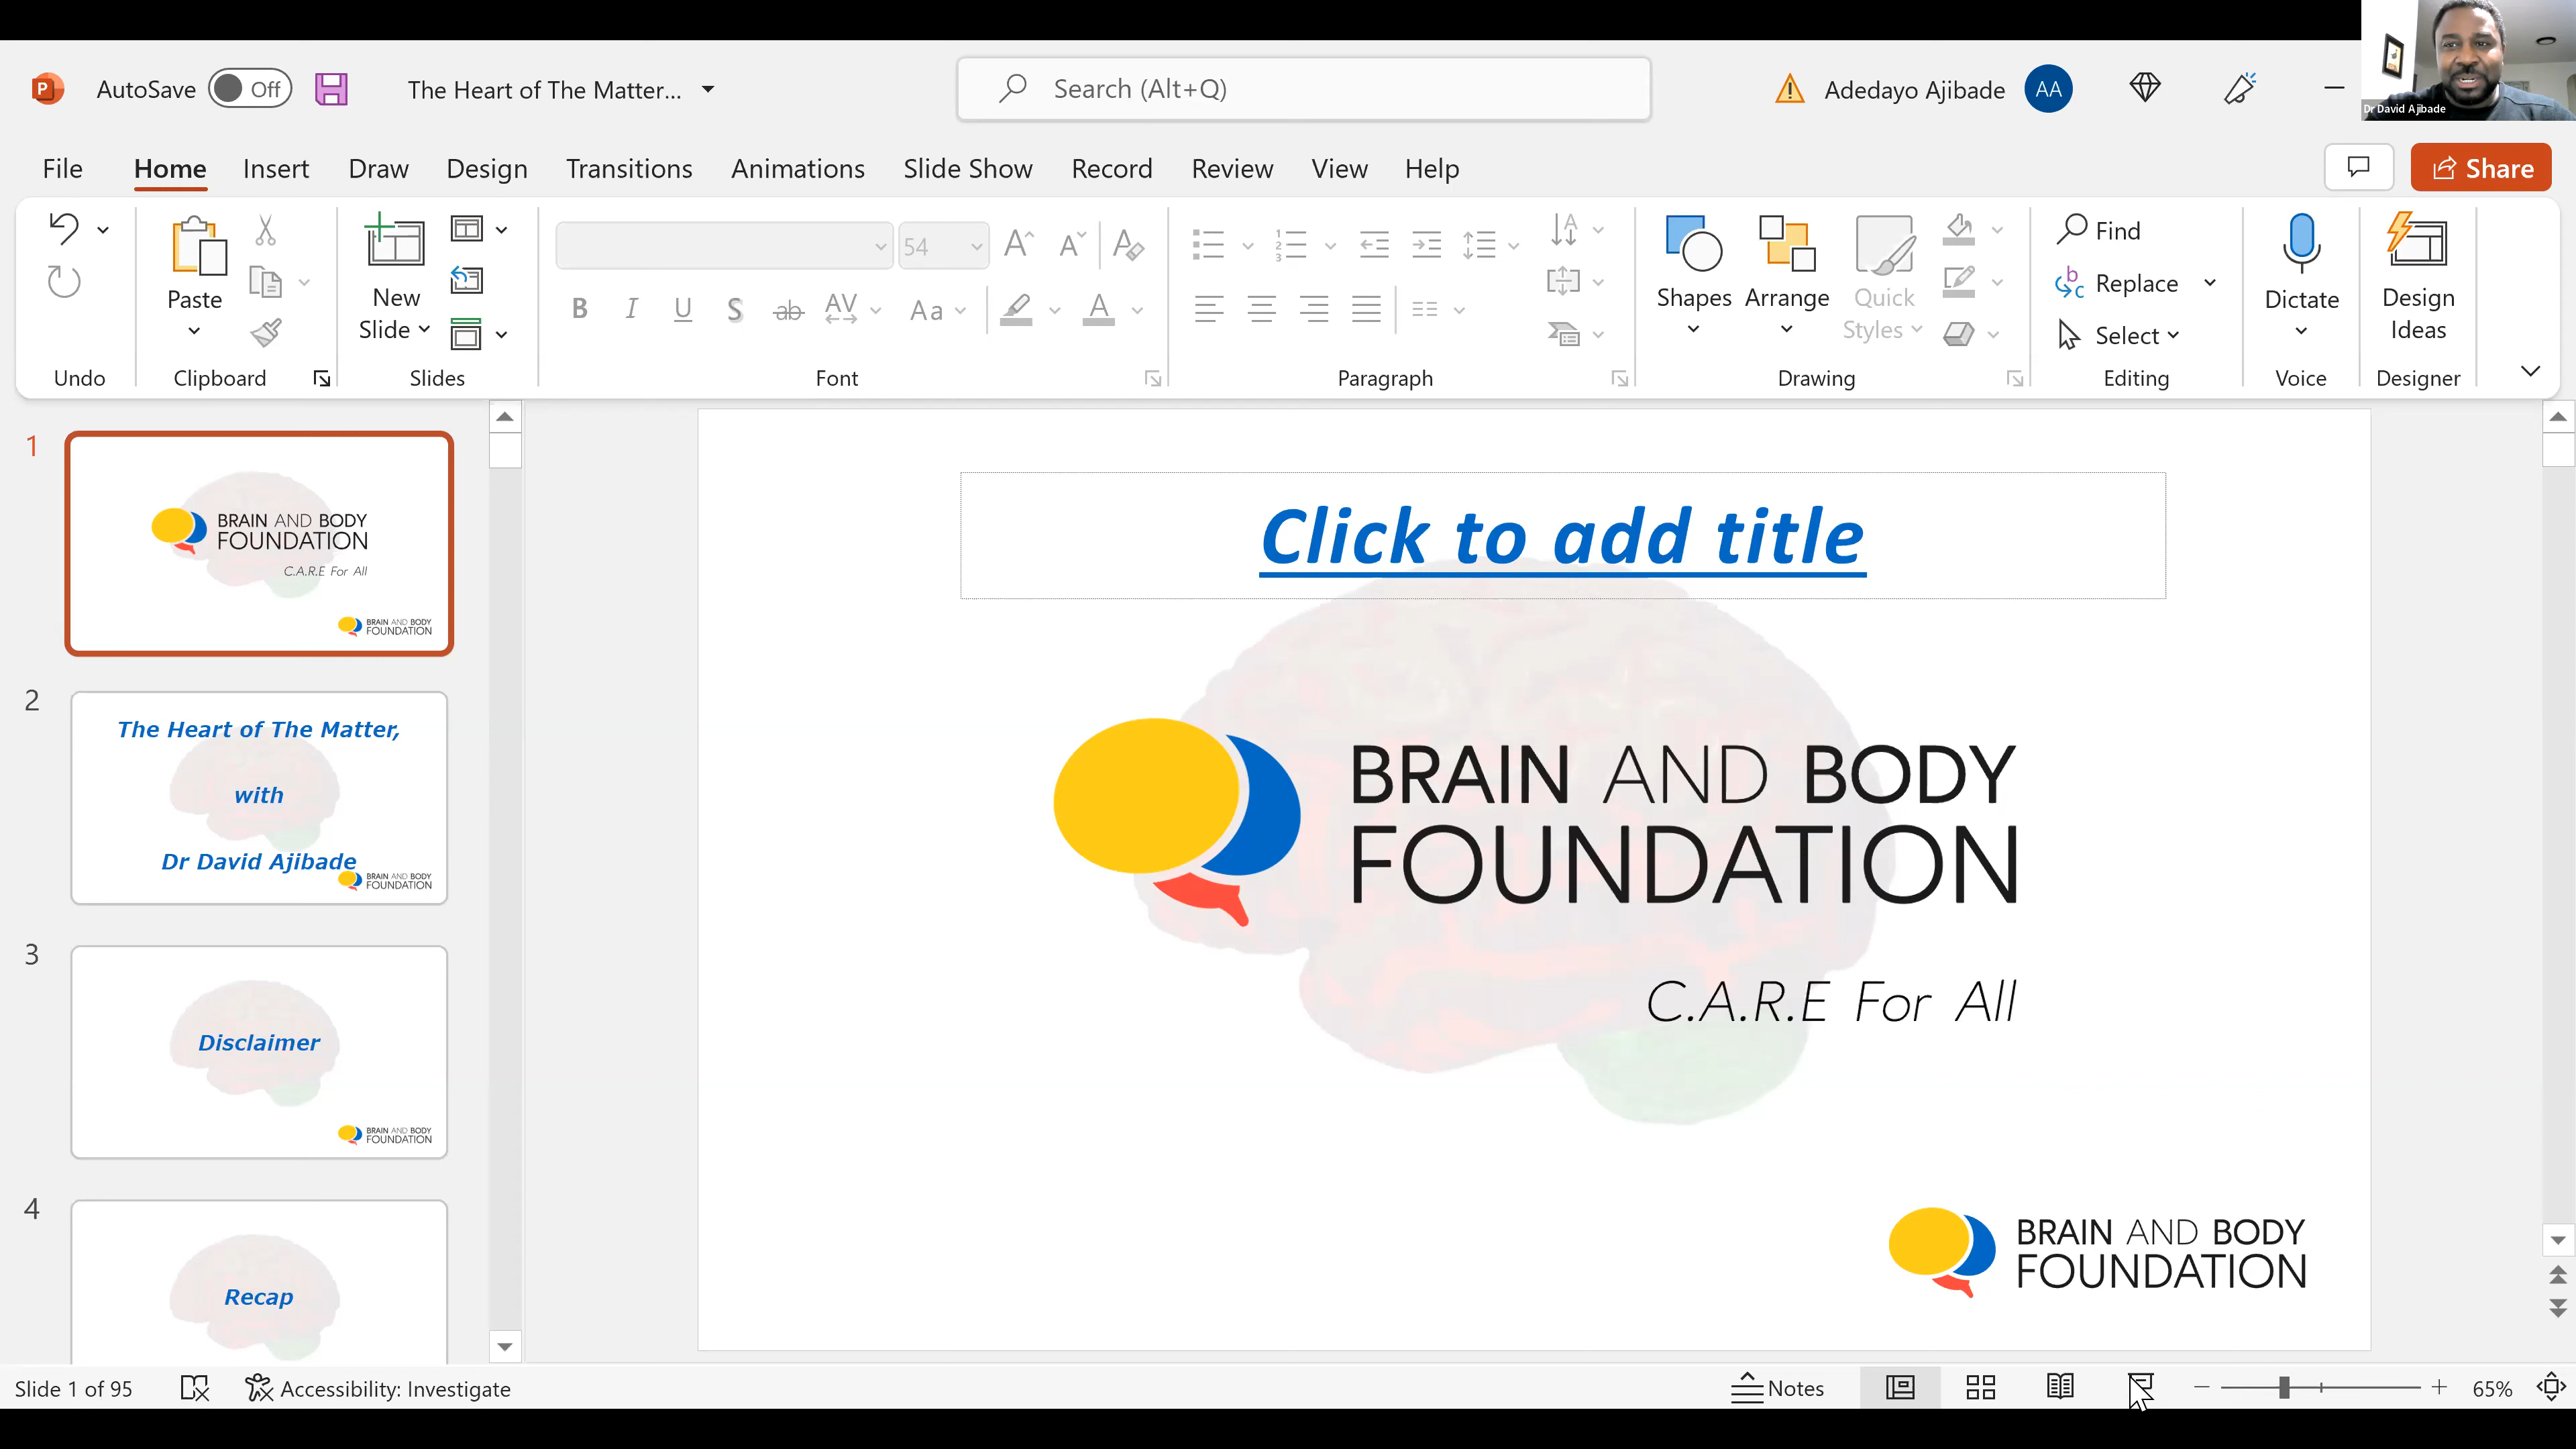 AutoSave Off The Heart of The Matter... Search (Alt+Q) Adedayo Ajibade AA
Dr David Ajibade
File Home Insert Draw Design Transitions Animations Slide Show Record Review View Help Share
Paste
New
Slide
54
B I U S ab AV Aa A
Shapes Arrange Quick
Styles
Find
Replace
Select
Dictate
Design
Ideas
Undo Clipboard Slides Font Paragraph Drawing Editing Voice Designer
1
BRAIN AND BODY
FOUNDATION
C.A.R.E For All
BRAIN AND BODY
FOUNDATION
2
The Heart of The Matter,
with
Dr David Ajibade
BRAIN AND BODY
FOUNDATION
3
Disclaimer
BRAIN AND BODY
FOUNDATION
4
Recap
Click to add title
BRAIN AND BODY
FOUNDATION
C.A.R.E For All
BRAIN AND BODY
FOUNDATION
Slide 1 of 95 Accessibility: Investigate Notes 65%